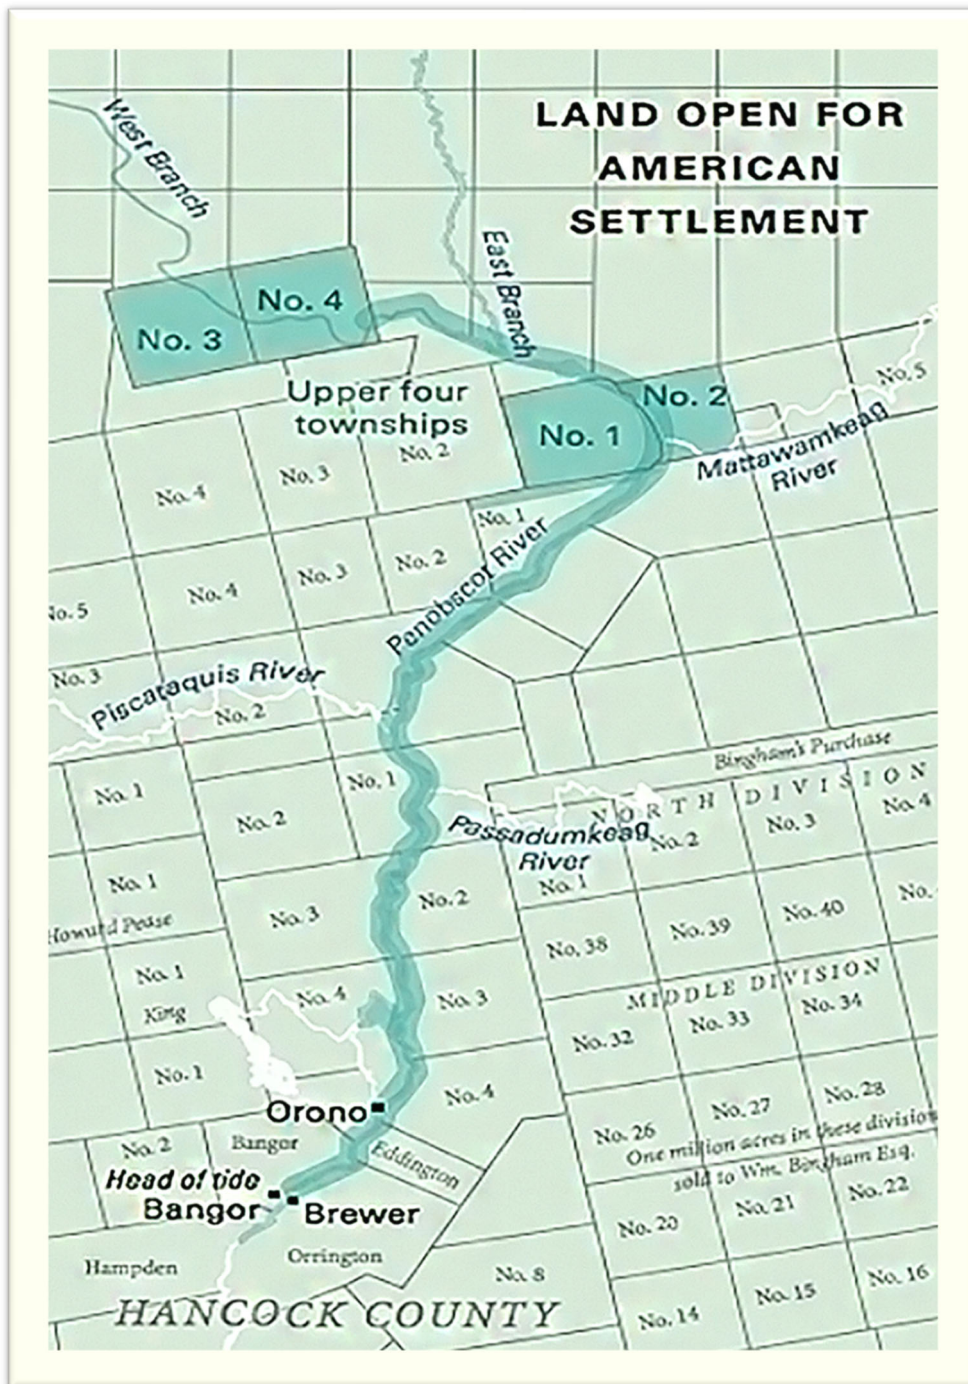 LAND OPEN FOR
AMERICAN
SETTLEMENT
West Branch
East Branch
No. 4
No. 3
No. 2
No. 1
No. 5
Upper four
townships
Mattawamkeag
River
No. 4
No. 3
No. 2
No. 1
No. 5
No. 4
No. 3
No. 2
Penobscot River
No. 3
Piscataquis River
No. 2
Bingham's Purchase
No. 1
No. 2
No. 1
NORTH DIVISION
No. 2
No. 3
No. 4
Passadumkeag
River
No. 1
No. 1
Howard Pease
No. 3
No. 2
No. 38
No. 39
No. 40
No.
No. 1
King
No. 4
No. 3
MIDDLE DIVISION
No. 32
No. 33
No. 34
No. 1
Orono
No. 4
No. 26
No. 27
No. 28
One million acres in these division
sold to Wm. Bingham Esq.
No. 2
Bangor
Eddington
Head of tide
Bangor
Brewer
No. 20
No. 21
No. 22
Hampden
Orrington
No. 8
No. 14
No. 15
No. 16
HANCOCK COUNTY